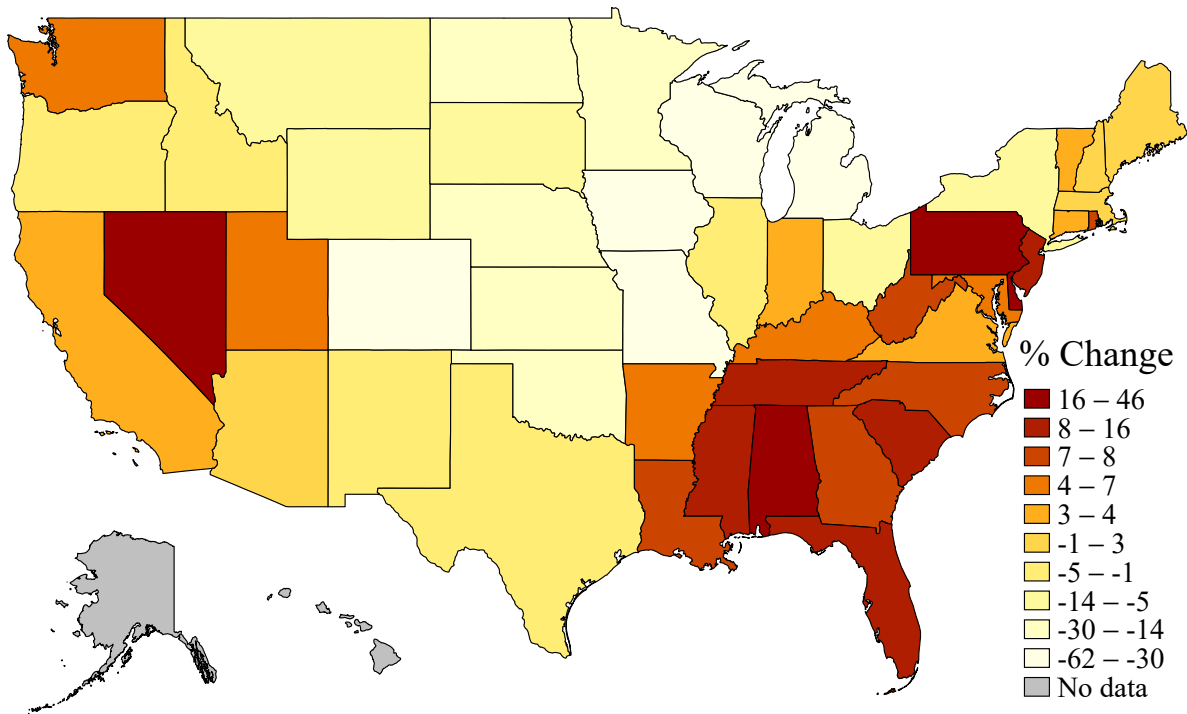 % Change
16 – 46
8 – 16
7 – 8
4 – 7
3 – 4
-1 – 3
-5 – -1
-14 – -5
-30 – -14
-62 – -30
No data